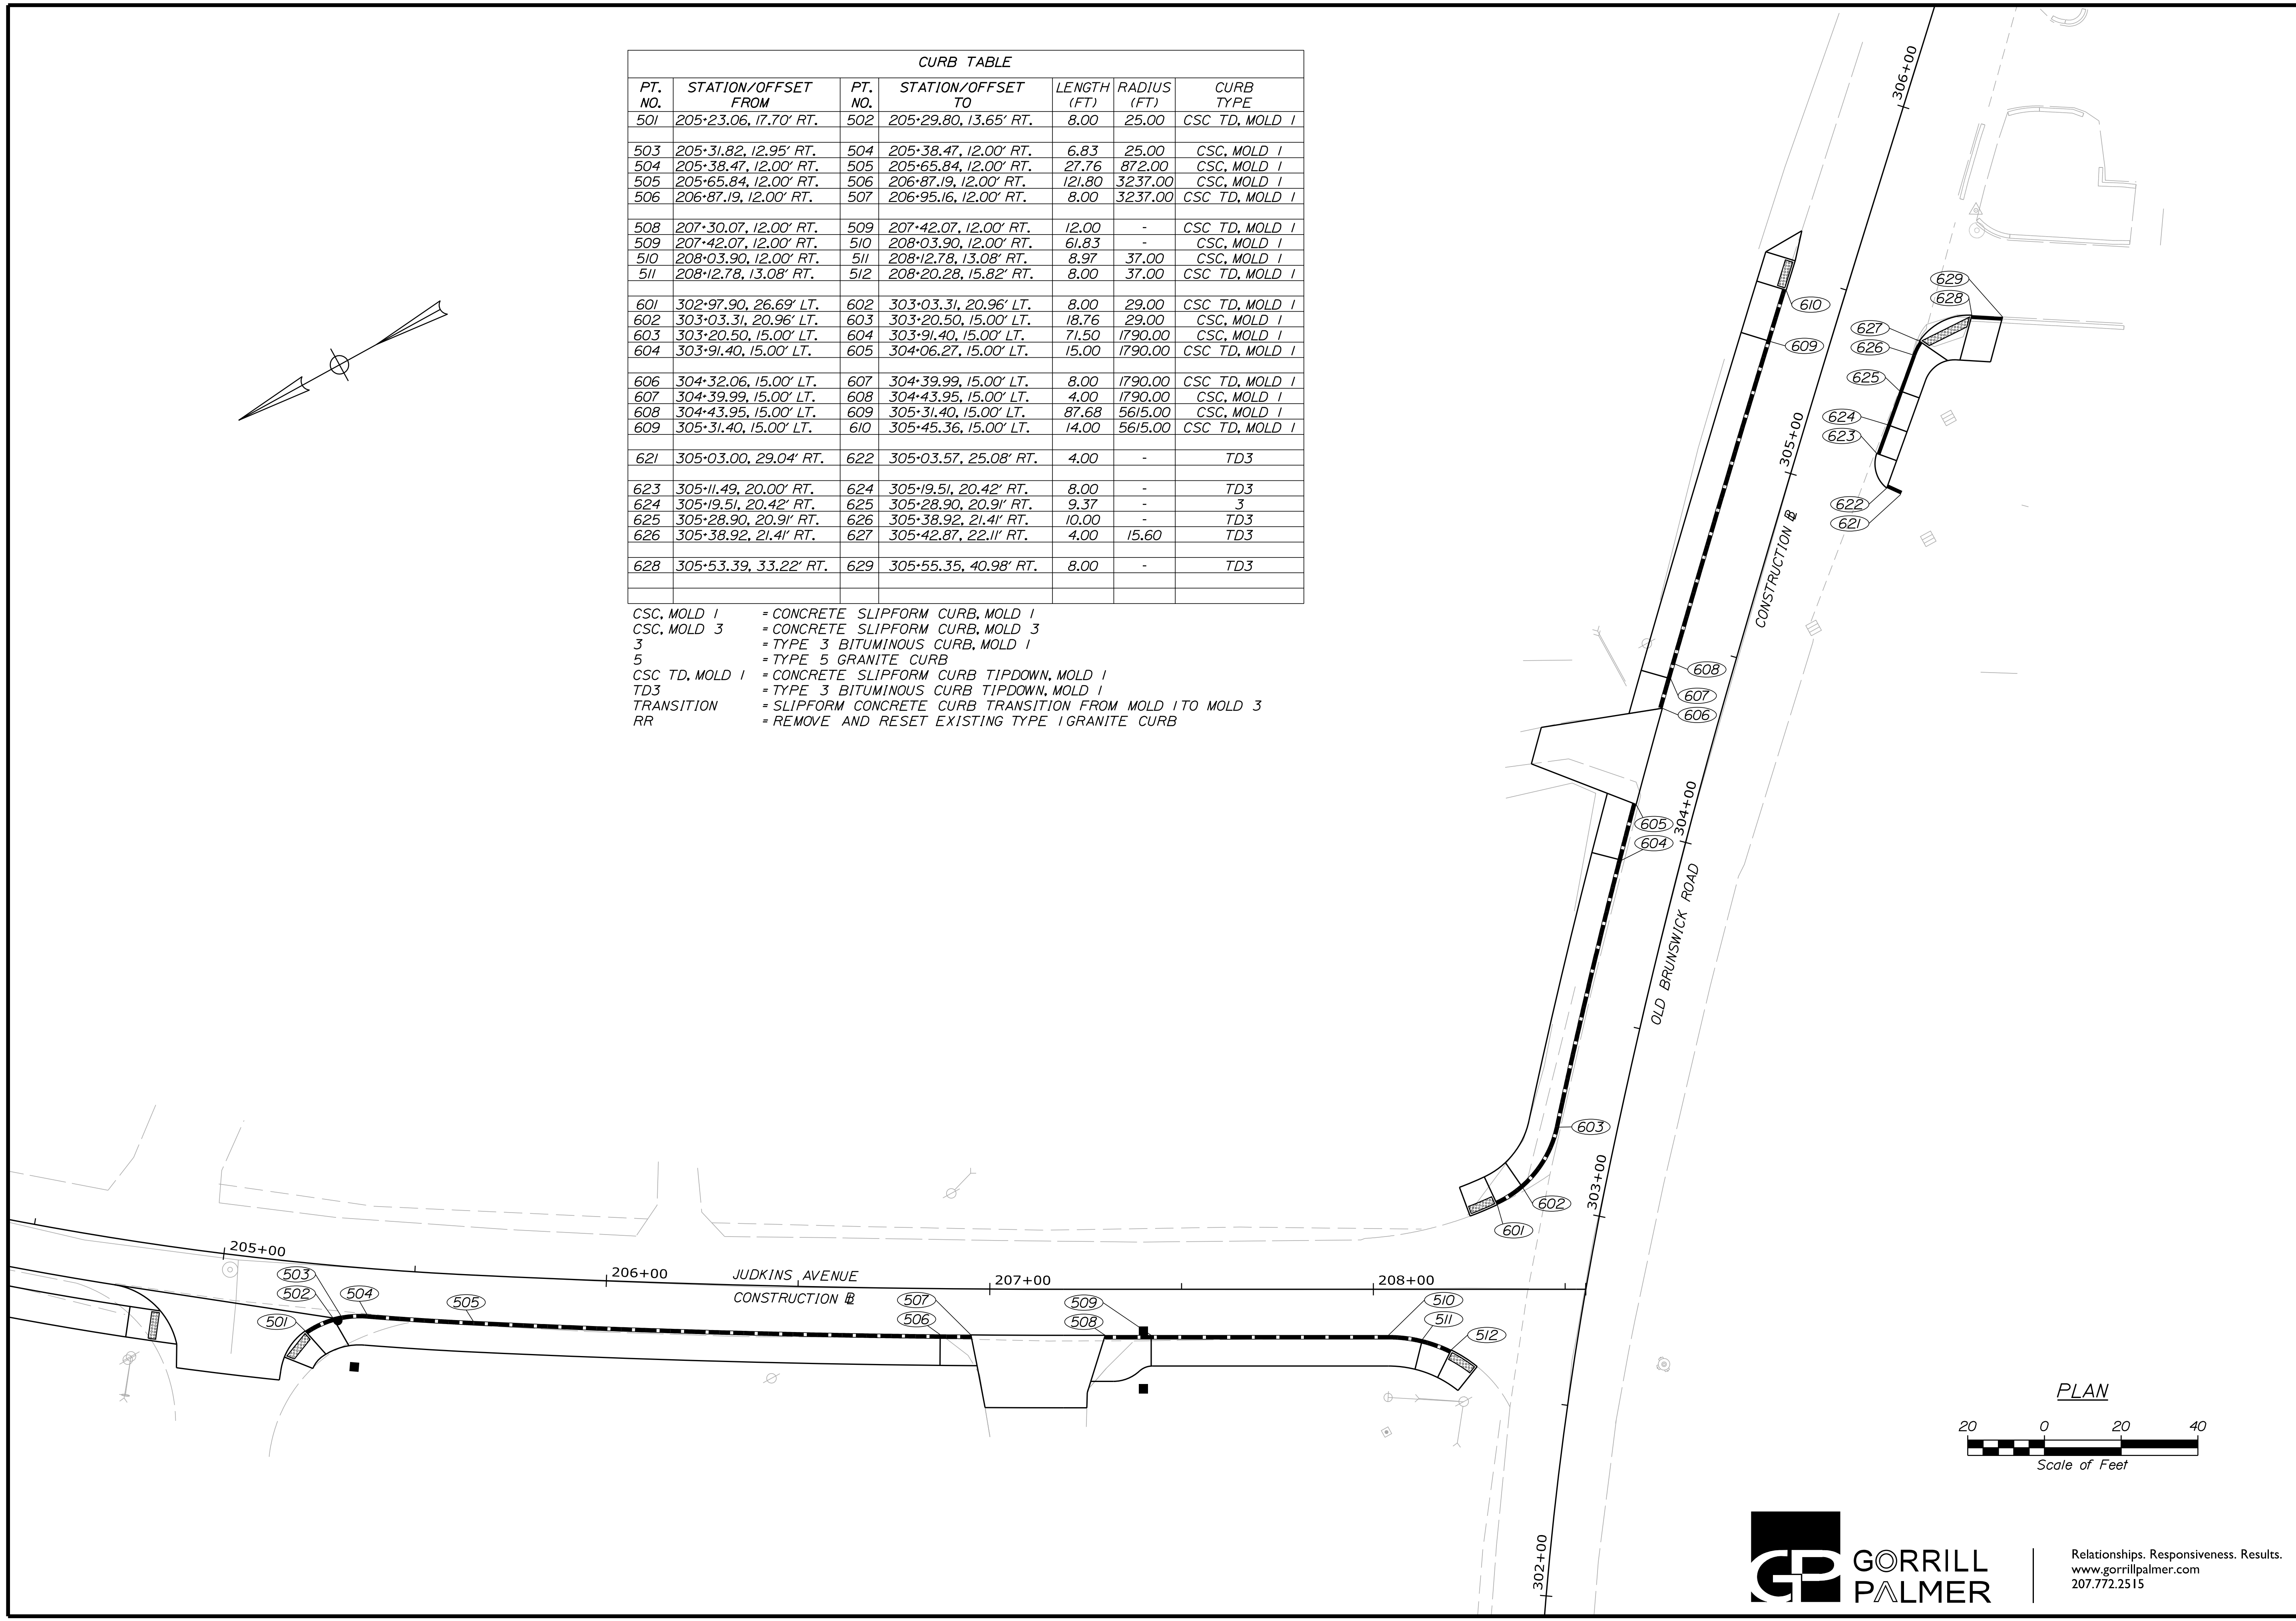 CURB TABLE
PT. NO. STATION/OFFSET FROM PT. NO. STATION/OFFSET TO LENGTH (FT) RADIUS (FT) CURB TYPE
501 205+23.06, 17.70' RT. 502 205+29.80, 13.65' RT. 8.00 25.00 CSC TD, MOLD 1
503 205+31.82, 12.95' RT. 504 205+38.47, 12.00' RT. 6.83 25.00 CSC, MOLD 1
504 205+38.47, 12.00' RT. 505 205+65.84, 12.00' RT. 27.76 872.00 CSC, MOLD 1
505 205+65.84, 12.00' RT. 506 206+87.19, 12.00' RT. 121.80 3237.00 CSC, MOLD 1
506 206+87.19, 12.00' RT. 507 206+95.16, 12.00' RT. 8.00 3237.00 CSC TD, MOLD 1
508 207+30.07, 12.00' RT. 509 207+42.07, 12.00' RT. 12.00 - CSC TD, MOLD 1
509 207+42.07, 12.00' RT. 510 208+03.90, 12.00' RT. 61.83 - CSC, MOLD 1
510 208+03.90, 12.00' RT. 511 208+12.78, 13.08' RT. 8.97 37.00 CSC, MOLD 1
511 208+12.78, 13.08' RT. 512 208+20.28, 15.82' RT. 8.00 37.00 CSC TD, MOLD 1
601 302+97.90, 26.69' LT. 602 303+03.31, 20.96' LT. 8.00 29.00 CSC TD, MOLD 1
602 303+03.31, 20.96' LT. 603 303+20.50, 15.00' LT. 18.76 29.00 CSC, MOLD 1
603 303+20.50, 15.00' LT. 604 303+91.40, 15.00' LT. 71.50 1790.00 CSC, MOLD 1
604 303+91.40, 15.00' LT. 605 304+06.27, 15.00' LT. 15.00 1790.00 CSC TD, MOLD 1
606 304+32.06, 15.00' LT. 607 304+39.99, 15.00' LT. 8.00 1790.00 CSC TD, MOLD 1
607 304+39.99, 15.00' LT. 608 304+43.95, 15.00' LT. 4.00 1790.00 CSC, MOLD 1
608 304+43.95, 15.00' LT. 609 305+31.40, 15.00' LT. 87.68 5615.00 CSC, MOLD 1
609 305+31.40, 15.00' LT. 610 305+45.36, 15.00' LT. 14.00 5615.00 CSC TD, MOLD 1
621 305+03.00, 29.04' RT. 622 305+03.57, 25.08' RT. 4.00 - TD3
623 305+11.49, 20.00' RT. 624 305+19.51, 20.42' RT. 8.00 - TD3
624 305+19.51, 20.42' RT. 625 305+28.90, 20.91' RT. 9.37 - 3
625 305+28.90, 20.91' RT. 626 305+38.92, 21.41' RT. 10.00 - TD3
626 305+38.92, 21.41' RT. 627 305+42.87, 22.11' RT. 4.00 15.60 TD3
628 305+53.39, 33.22' RT. 629 305+55.35, 40.98' RT. 8.00 - TD3
CSC, MOLD 1 = CONCRETE SLIPFORM CURB, MOLD 1
CSC, MOLD 3 = CONCRETE SLIPFORM CURB, MOLD 3
3 = TYPE 3 BITUMINOUS CURB, MOLD 1
5 = TYPE 5 GRANITE CURB
CSC TD, MOLD 1 = CONCRETE SLIPFORM CURB TIPDOWN, MOLD 1
TD3 = TYPE 3 BITUMINOUS CURB TIPDOWN, MOLD 1
TRANSITION = SLIPFORM CONCRETE CURB TRANSITION FROM MOLD 1 TO MOLD 3
RR = REMOVE AND RESET EXISTING TYPE 1 GRANITE CURB
306+00
629
628
610
627
609
626
625
624
305+00
623
622
621
CONSTRUCTION BL
608
607
606
304+00
605
604
OLD BRUNSWICK ROAD
603
303+00
602
601
205+00
503
502
504
505
501
206+00
JUDKINS AVENUE
CONSTRUCTION BL
207+00
507
506
509
508
208+00
510
511
512
302+00
PLAN
20 0 20 40
Scale of Feet
GP
GORRILL
PALMER
Relationships. Responsiveness. Results.
www.gorrillpalmer.com
207.772.2515